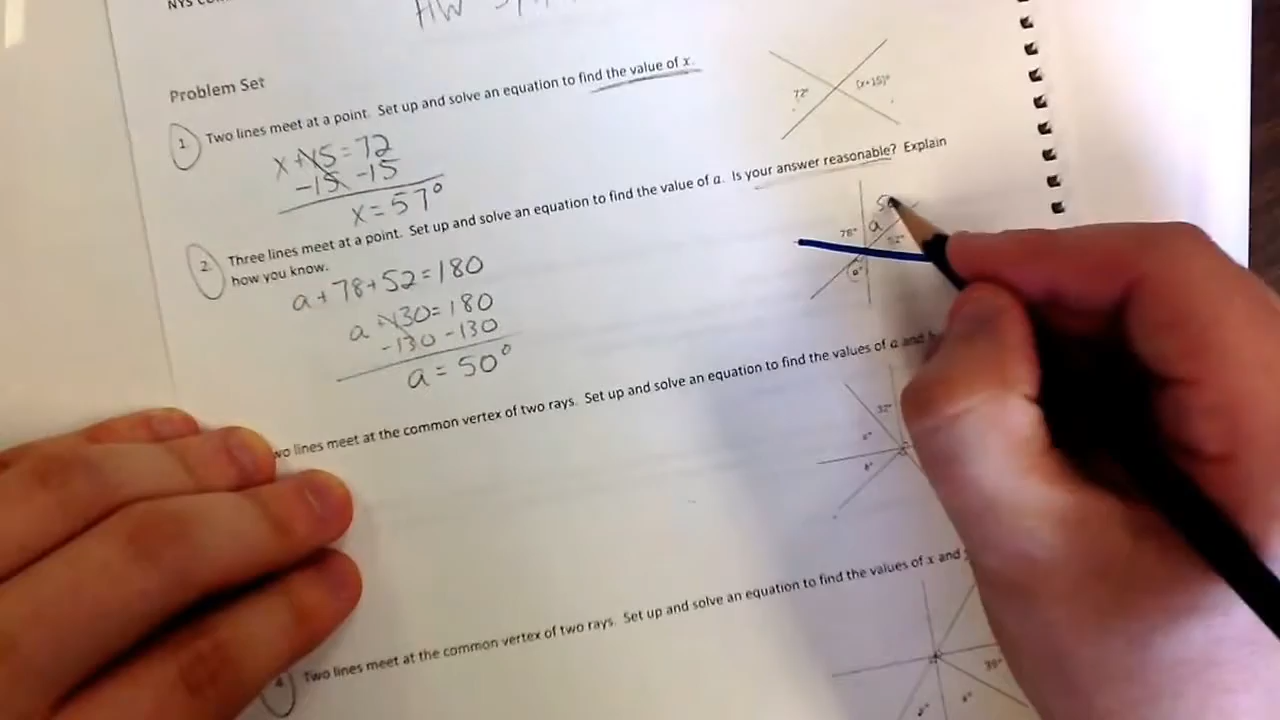 NYS
HW
Problem Set
1. Two lines meet at a point. Set up and solve an equation to find the value of x.
72°
(x+15)°
x+15=72
-15 -15
x=57°
2. Three lines meet at a point. Set up and solve an equation to find the value of a. Is your answer reasonable? Explain
how you know.
78°
a
52°
a°
a+78+52=180
a+130=180
-130 -130
a=50°
wo lines meet at the common vertex of two rays. Set up and solve an equation to find the values of a and
32°
a°
b°
4. Two lines meet at the common vertex of two rays. Set up and solve an equation to find the values of x and
39°